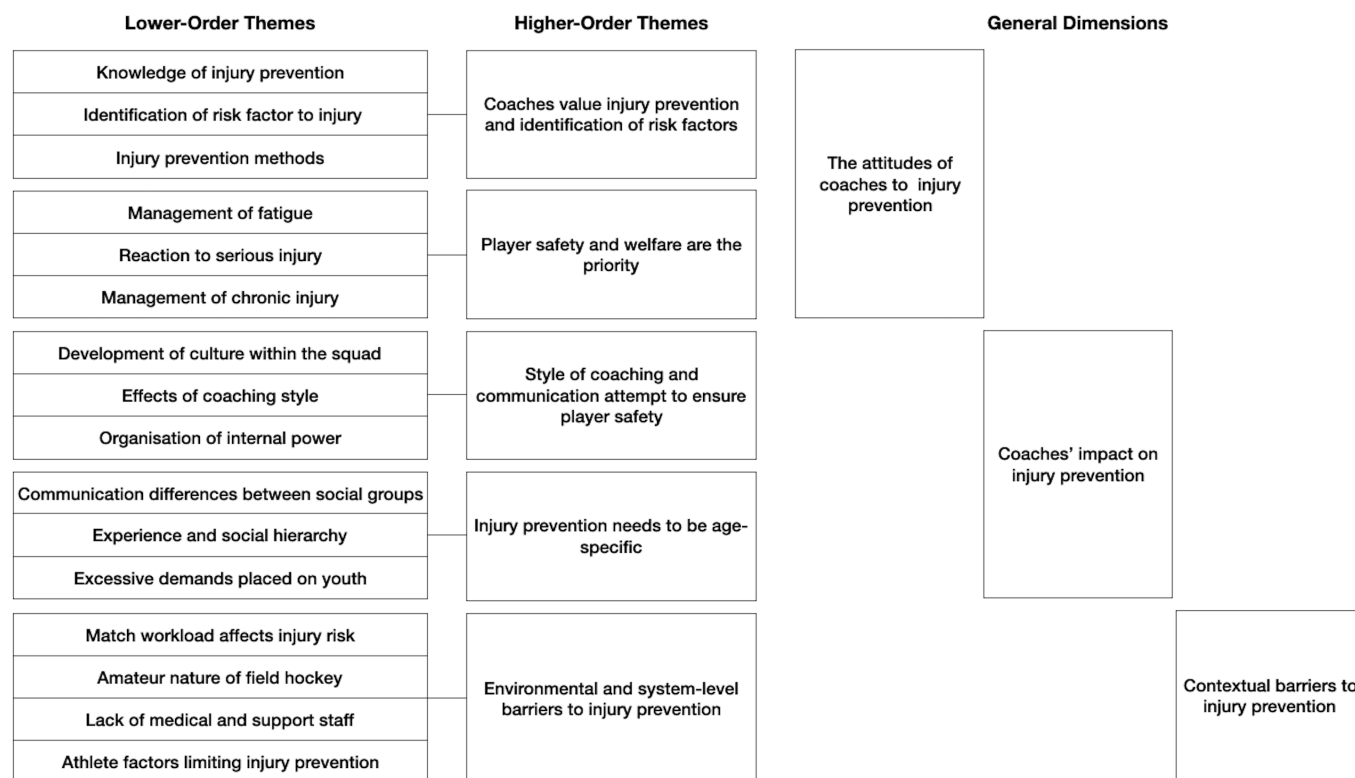 Lower-Order Themes
Higher-Order Themes
General Dimensions
Knowledge of injury prevention
Identification of risk factor to injury
Injury prevention methods
Coaches value injury prevention
and identification of risk factors
The attitudes of
coaches to injury
prevention
Management of fatigue
Reaction to serious injury
Management of chronic injury
Player safety and welfare are the
priority
Development of culture within the squad
Effects of coaching style
Organisation of internal power
Style of coaching and
communication attempt to ensure
player safety
Coaches’ impact on
injury prevention
Communication differences between social groups
Experience and social hierarchy
Excessive demands placed on youth
Injury prevention needs to be age-
specific
Match workload affects injury risk
Amateur nature of field hockey
Lack of medical and support staff
Athlete factors limiting injury prevention
Environmental and system-level
barriers to injury prevention
Contextual barriers to
injury prevention